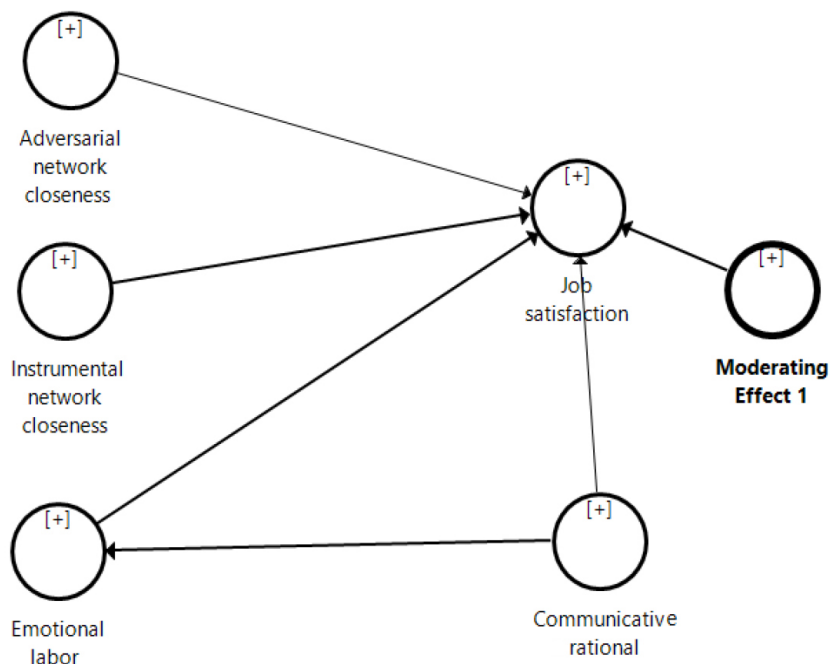 [+]
Adversarial
network
closeness
[+]
Job
satisfaction
[+]
Moderating
Effect 1
[+]
Instrumental
network
closeness
[+]
Emotional
labor
[+]
Communicative
rational